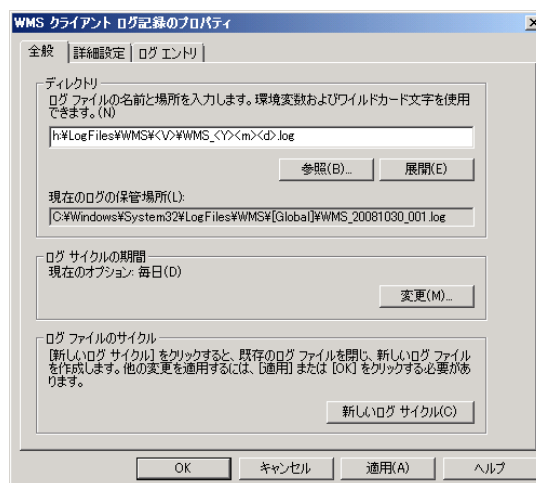 WMS クライアント ログ記録のプロパティ
全般
詳細設定
ログ エントリ
ディレクトリ
ログ ファイルの名前と場所を入力します。環境変数およびワイルドカード文字を使用
できます。(N)
h:¥LogFiles¥WMS¥<V>¥WMS_<Y><m><d>.log
参照(B)...
展開(E)
現在のログの保管場所(L):
C:¥Windows¥System32¥LogFiles¥WMS¥[Global]¥WMS_20081030_001.log
ログ サイクルの期間
現在のオプション: 毎日(D)
変更(M)...
ログ ファイルのサイクル
[新しいログ サイクル] をクリックすると、既存のログ ファイルを閉じ、新しいログ ファイル
を作成します。他の変更を適用するには、[適用] または [OK] をクリックする必要があ
ります。
新しいログ サイクル(C)
OK
キャンセル
適用(A)
ヘルプ